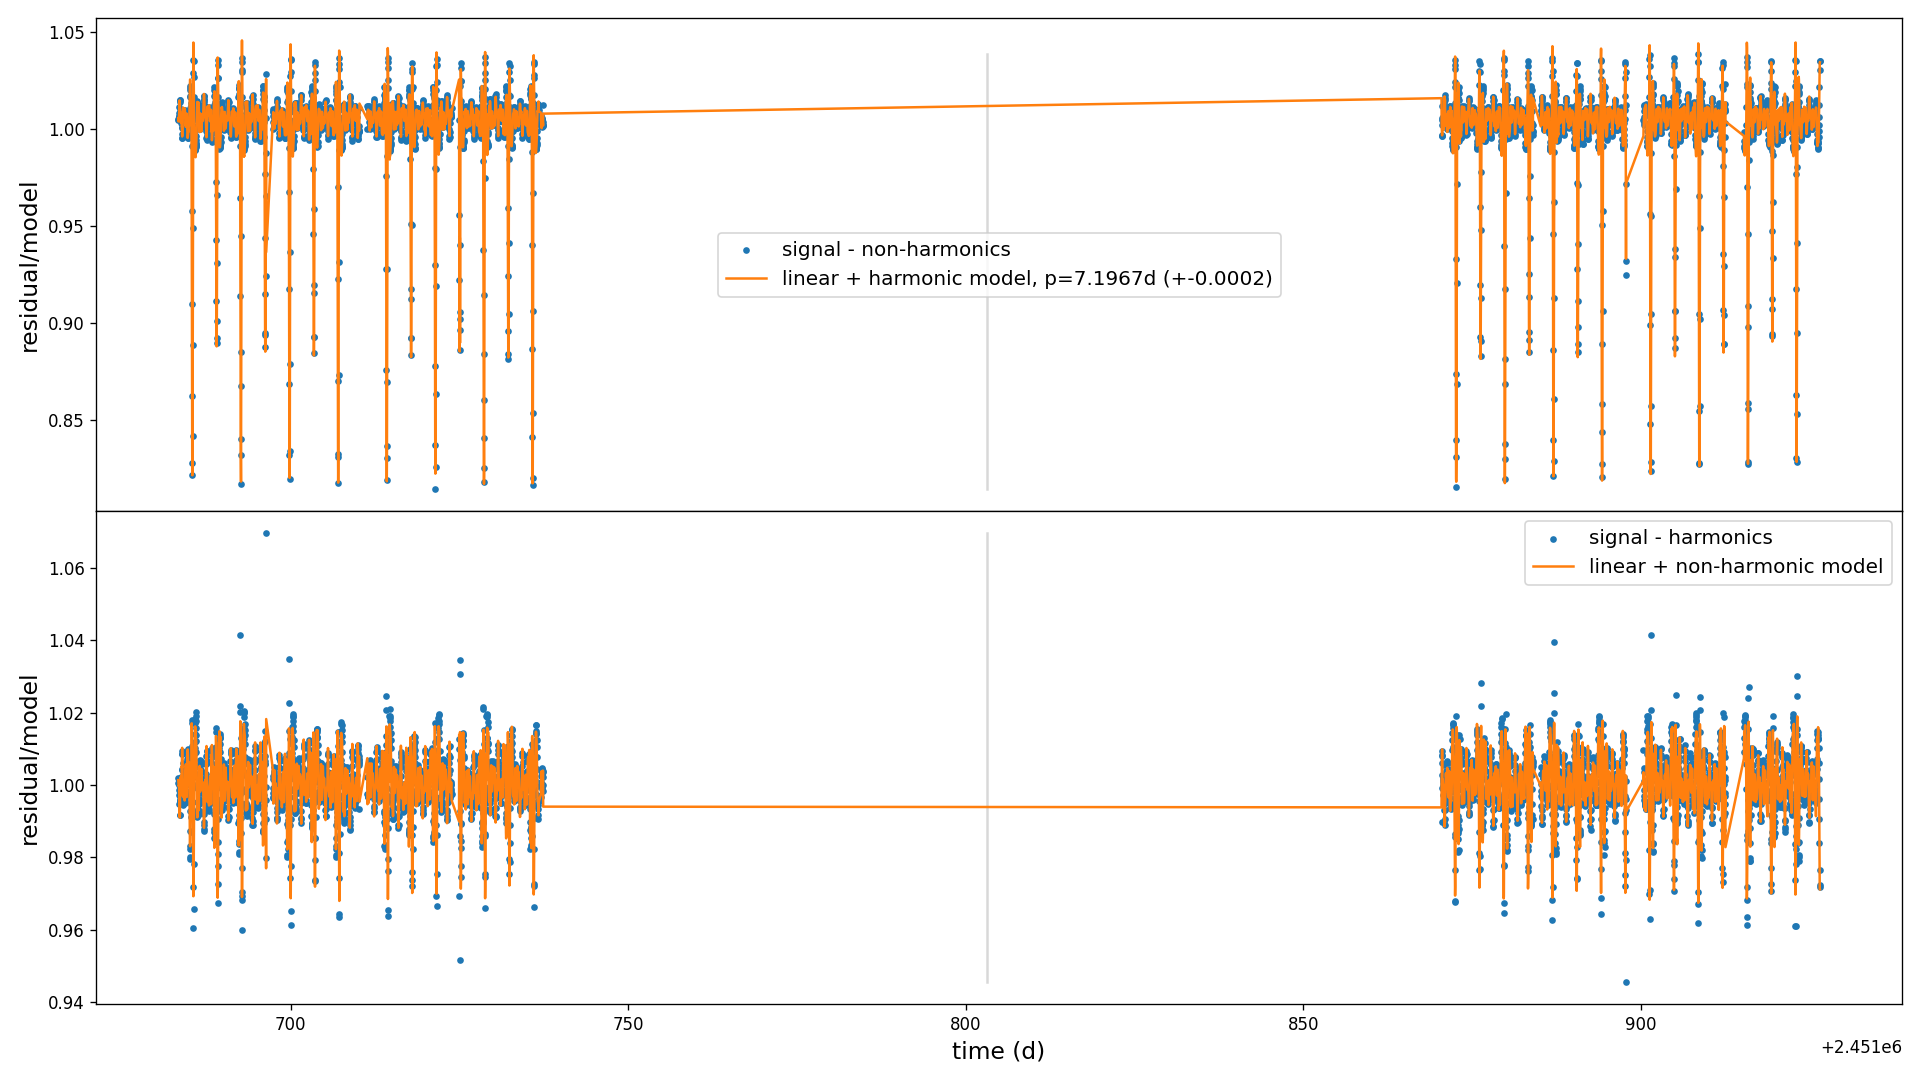 1.05
1.00
0.95
0.90
0.85
residual/model
signal - non-harmonics
linear + harmonic model, p=7.1967d (+-0.0002)
signal - harmonics
linear + non-harmonic model
1.06
1.04
1.02
1.00
0.98
0.96
0.94
residual/model
700
750
800
850
900
time (d)
+2.451e6